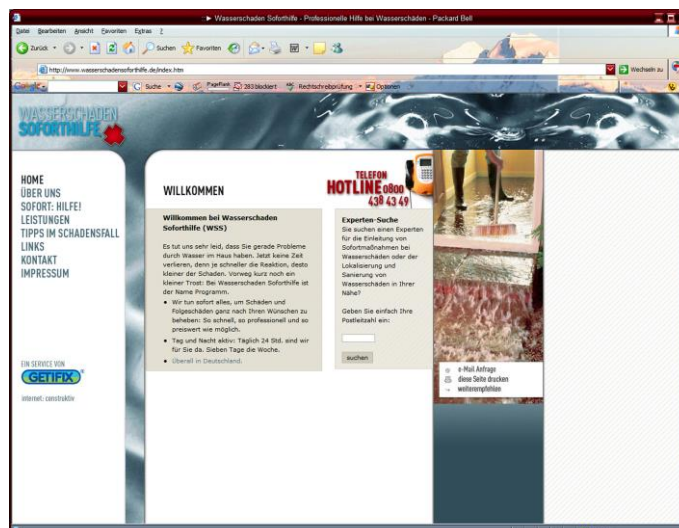 :: ► Wasserschaden Soforthilfe - Professionelle Hilfe bei Wasserschäden - Packard Bell
Datei Bearbeiten Ansicht Favoriten Extras ?
Zurück Suchen Favoriten
http://www.wasserschadensoforthilfe.de/index.htm
Wechseln zu
Google Suche PageRank 283 blockiert Rechtschreibprüfung Optionen
WASSERSCHADEN
SOFORTHILFE
HOME
ÜBER UNS
SOFORT: HILFE!
LEISTUNGEN
TIPPS IM SCHADENSFALL
LINKS
KONTAKT
IMPRESSUM
EIN SERVICE VON
GETIFIX®
internet: construktiv
WILLKOMMEN
TELEFON
HOTLINE 0800
438 43 49
Willkommen bei Wasserschaden
Soforthilfe (WSS)
Es tut uns sehr leid, dass Sie gerade Probleme
durch Wasser im Haus haben. Jetzt keine Zeit
verlieren, denn je schneller die Reaktion, desto
kleiner der Schaden. Vorweg kurz noch ein
kleiner Trost: Bei Wasserschaden Soforthilfe ist
der Name Programm.
• Wir tun sofort alles, um Schäden und
Folgeschäden ganz nach Ihren Wünschen zu
beheben: So schnell, so professionell und so
preiswert wie möglich.
• Tag und Nacht aktiv: Täglich 24 Std. sind wir
für Sie da. Sieben Tage die Woche.
• Überall in Deutschland.
Experten-Suche
Sie suchen einen Experten
für die Einleitung von
Sofortmaßnahmen bei
Wasserschäden oder der
Lokalisierung und
Sanierung von
Wasserschäden in Ihrer
Nähe?
Geben Sie einfach Ihre
Postleitzahl ein:
suchen
e-Mail Anfrage
diese Seite drucken
weiterempfehlen